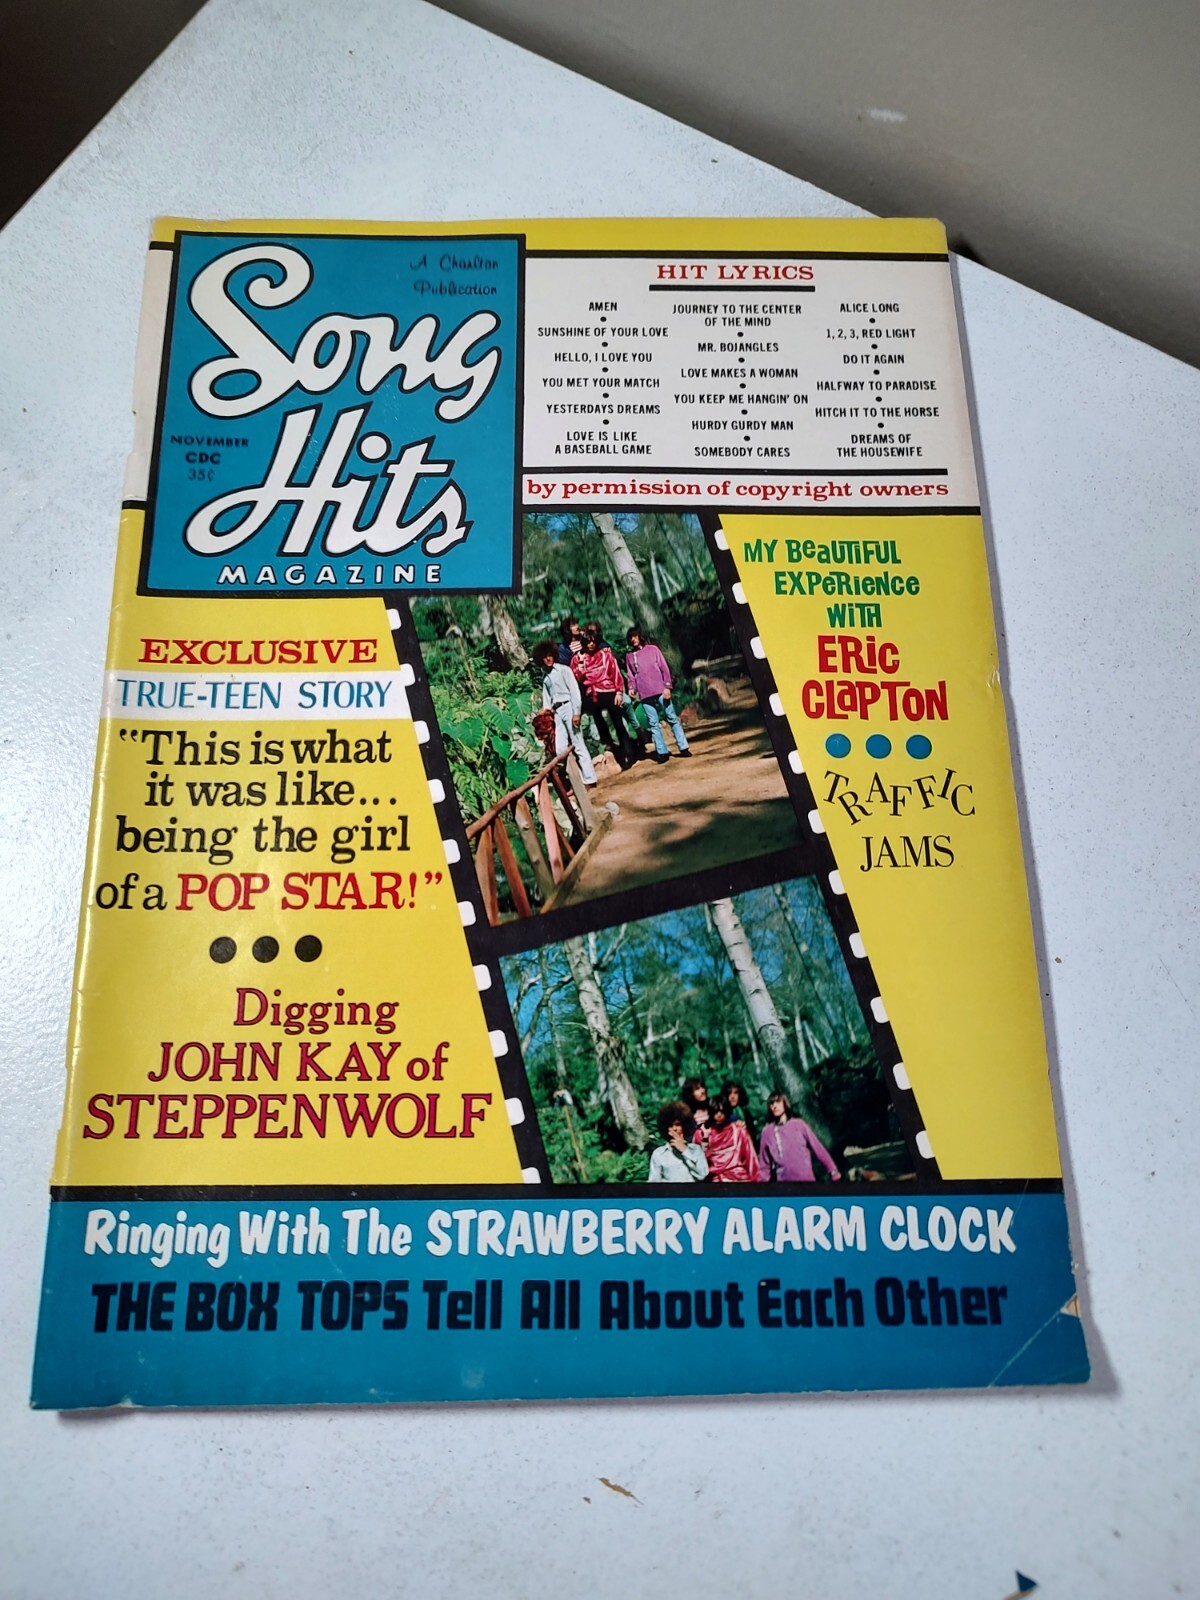 A Charlton
Publication
Song
Hits
MAGAZINE
NOVEMBER
CDC
35¢
HIT LYRICS
AMEN
SUNSHINE OF YOUR LOVE
HELLO, I LOVE YOU
YOU MET YOUR MATCH
YESTERDAYS DREAMS
LOVE IS LIKE
A BASEBALL GAME
JOURNEY TO THE CENTER
OF THE MIND
MR. BOJANGLES
LOVE MAKES A WOMAN
YOU KEEP ME HANGIN' ON
HURDY GURDY MAN
SOMEBODY CARES
ALICE LONG
1, 2, 3, RED LIGHT
DO IT AGAIN
HALFWAY TO PARADISE
HITCH IT TO THE HORSE
DREAMS OF
THE HOUSEWIFE
by permission of copyright owners
EXCLUSIVE
TRUE-TEEN STORY
"This is what
it was like...
being the girl
of a POP STAR!"
Digging
JOHN KAY of
STEPPENWOLF
MY BeaUTiFUL
EXPeRieNCe
WiTH
ERiC
CLaPTON
TRAFFIC
JAMS
Ringing With The STRAWBERRY ALARM CLOCK
THE BOX TOPS Tell All About Each Other